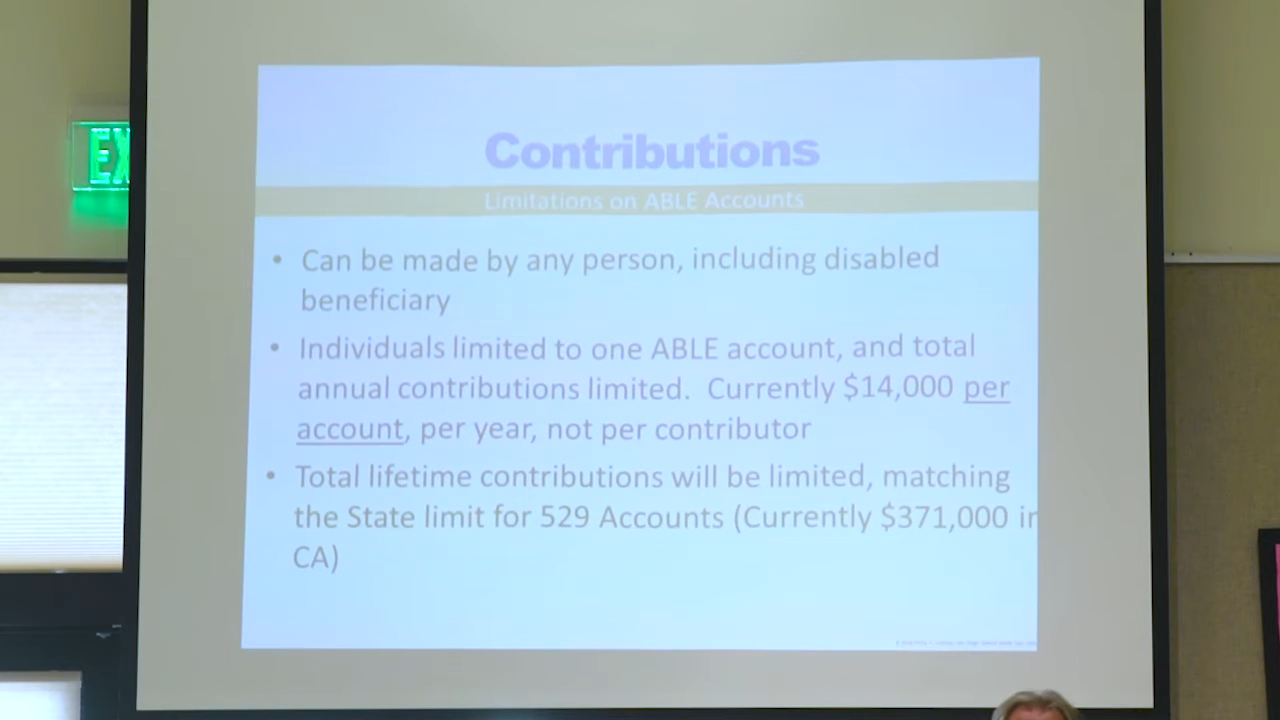 EX
Contributions
Limitations on ABLE Accounts
• Can be made by any person, including disabled
beneficiary
• Individuals limited to one ABLE account, and total
annual contributions limited. Currently $14,000 per
account, per year, not per contributor
• Total lifetime contributions will be limited, matching
the State limit for 529 Accounts (Currently $371,000 in
CA)